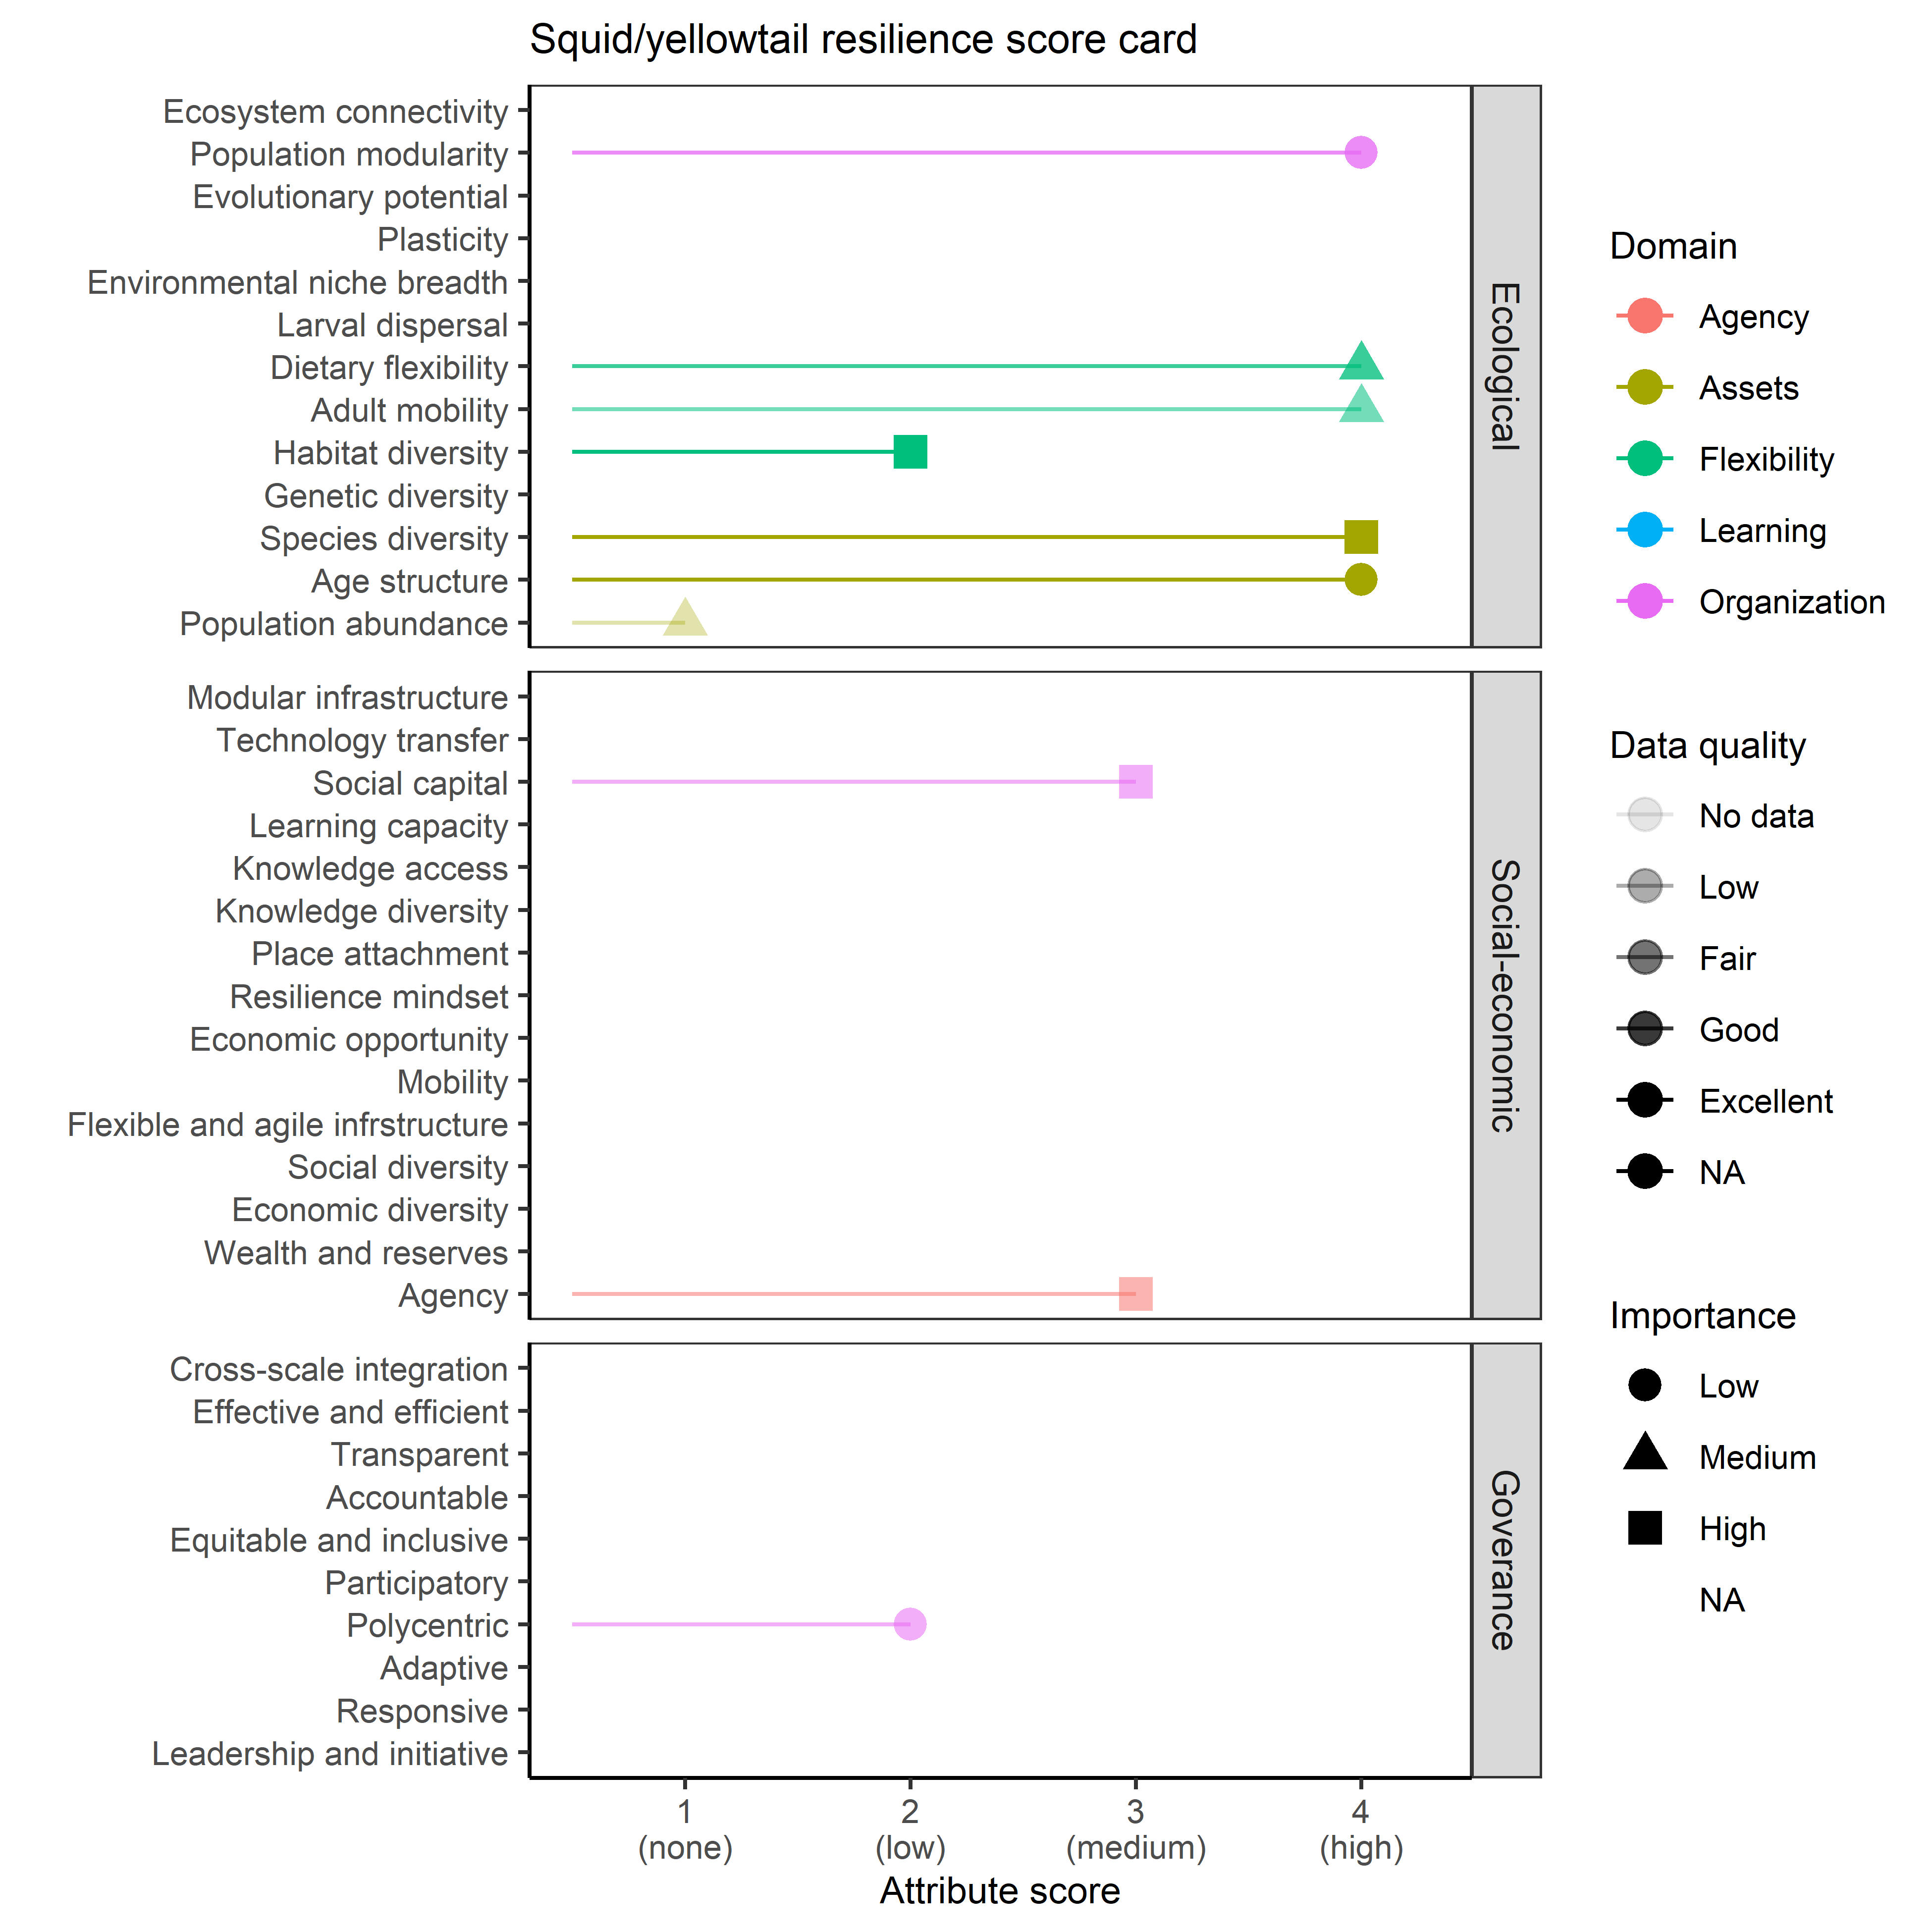 Squid/yellowtail resilience score card
Ecosystem connectivity
Population modularity
Evolutionary potential
Plasticity
Environmental niche breadth
Larval dispersal
Dietary flexibility
Adult mobility
Habitat diversity
Genetic diversity
Species diversity
Age structure
Population abundance
Ecological
Modular infrastructure
Technology transfer
Social capital
Learning capacity
Knowledge access
Knowledge diversity
Place attachment
Resilience mindset
Economic opportunity
Mobility
Flexible and agile infrstructure
Social diversity
Economic diversity
Wealth and reserves
Agency
Social-economic
Cross-scale integration
Effective and efficient
Transparent
Accountable
Equitable and inclusive
Participatory
Polycentric
Adaptive
Responsive
Leadership and initiative
Goverance
1
(none)
2
(low)
3
(medium)
4
(high)
Attribute score
Domain
Agency
Assets
Flexibility
Learning
Organization
Data quality
No data
Low
Fair
Good
Excellent
NA
Importance
Low
Medium
High
NA